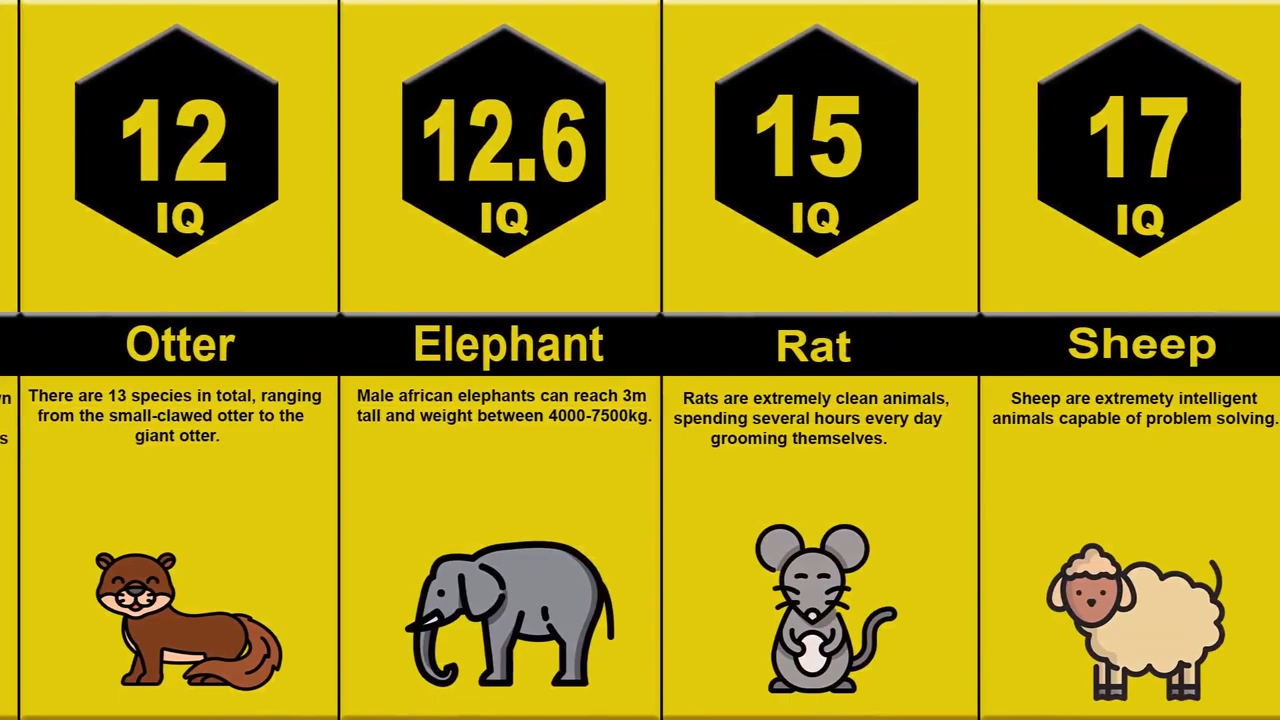 12
IQ
Otter
There are 13 species in total, ranging
from the small-clawed otter to the
giant otter.
12.6
IQ
Elephant
Male african elephants can reach 3m
tall and weight between 4000-7500kg.
15
IQ
Rat
Rats are extremely clean animals,
spending several hours every day
grooming themselves.
17
IQ
Sheep
Sheep are extremety intelligent
animals capable of problem solving.